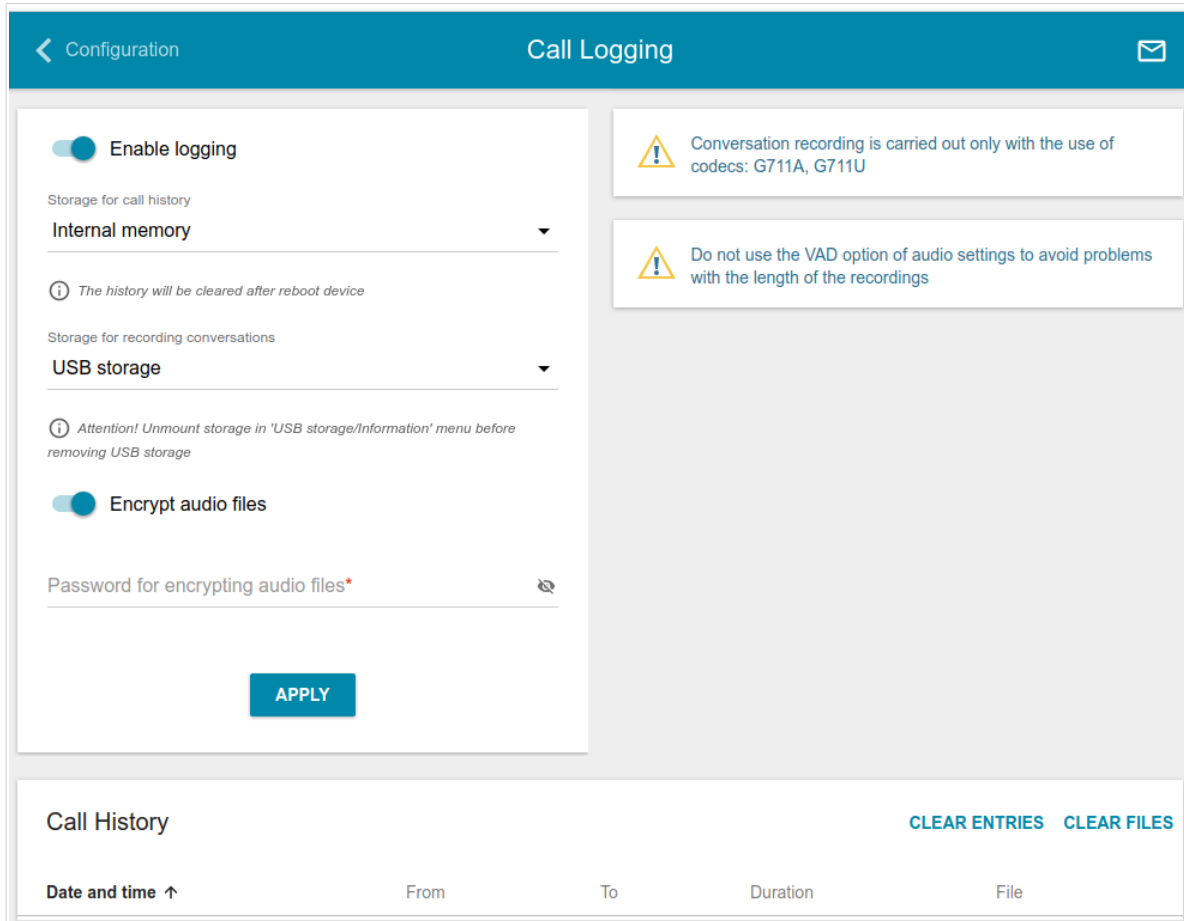 Configuration
Call Logging
Enable logging
Storage for call history
Internal memory
The history will be cleared after reboot device
Storage for recording conversations
USB storage
Attention! Unmount storage in 'USB storage/Information' menu before
removing USB storage
Encrypt audio files
Password for encrypting audio files*
APPLY
Conversation recording is carried out only with the use of
codecs: G711A, G711U
Do not use the VAD option of audio settings to avoid problems
with the length of the recordings
Call History
CLEAR ENTRIES CLEAR FILES
Date and time From To Duration File